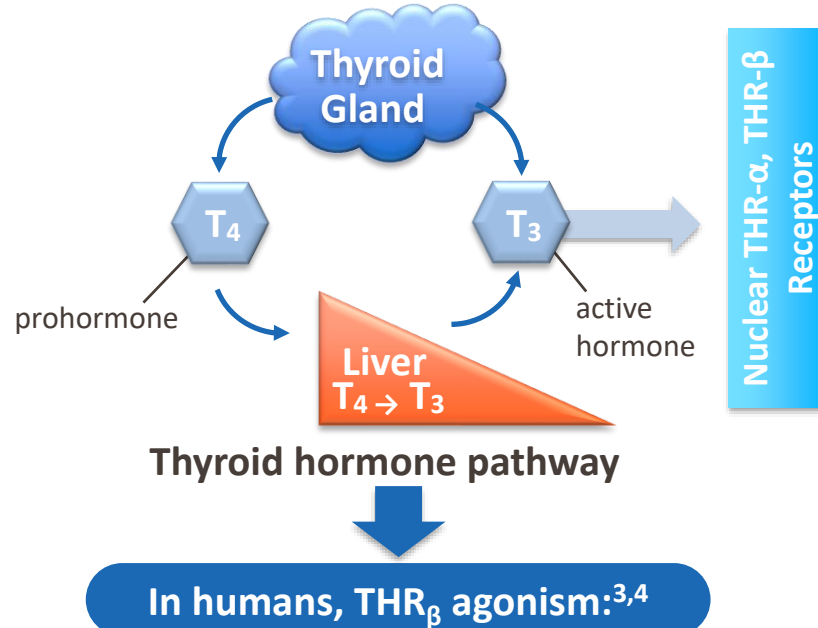 Thyroid
Gland
T₄
T₃
prohormone
active
hormone
Nuclear THR-α, THR-β
Receptors
Liver
T₄ → T₃
Thyroid hormone pathway
In humans, THRᵦ agonism:³,⁴